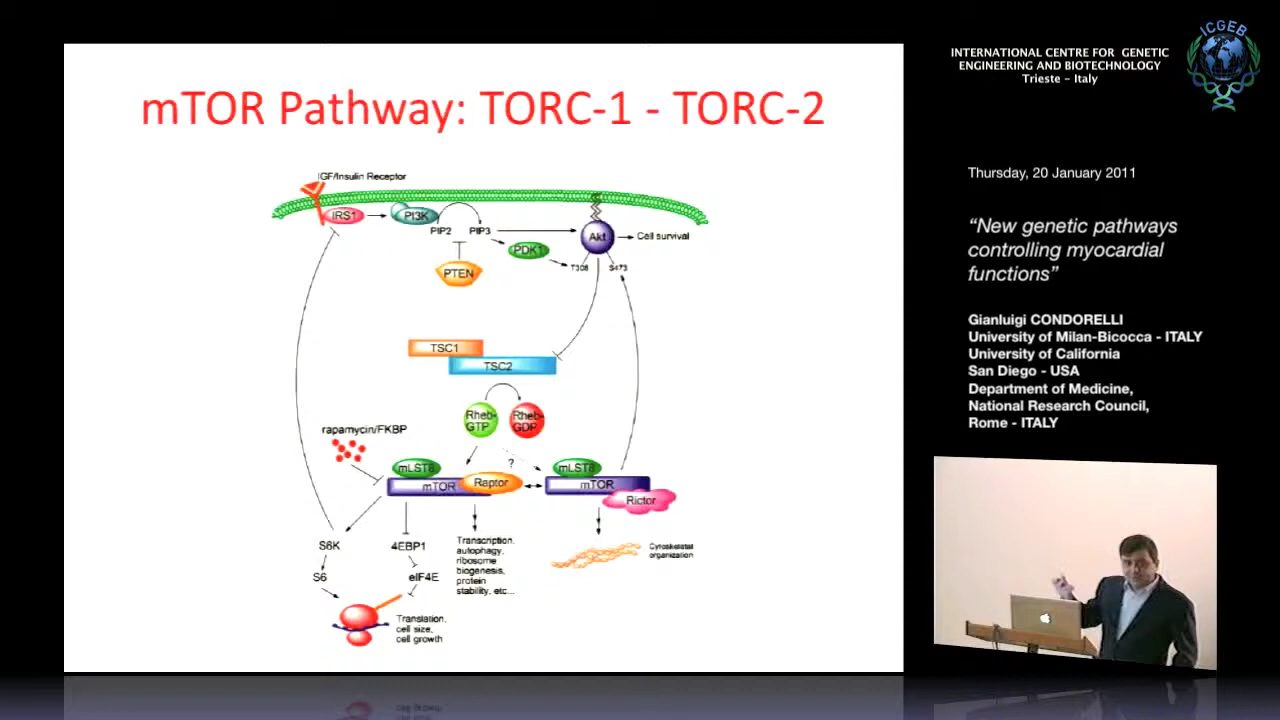 mTOR Pathway: TORC-1 - TORC-2
IGF/Insulin Receptor
IRS1
PI3K
PIP2
PIP3
Akt
Cell survival
PDK1
PTEN
T308
S473
TSC1
TSC2
Rheb-
GTP
Rheb-
GDP
rapamycin/FKBP
?
mLST8
mTOR
Raptor
mLST8
mTOR
Rictor
S6K
4EBP1
S6
eIF4E
Transcription,
autophagy,
ribosome
biogenesis,
protein
stability, etc...
Cytoskeletal
organization
Translation,
cell size,
cell growth
INTERNATIONAL CENTRE FOR GENETIC
ENGINEERING AND BIOTECHNOLOGY
Trieste - Italy
ICGEB
Thursday, 20 January 2011
“New genetic pathways
controlling myocardial
functions”
Gianluigi CONDORELLI
University of Milan-Bicocca - ITALY
University of California
San Diego - USA
Department of Medicine,
National Research Council,
Rome - ITALY